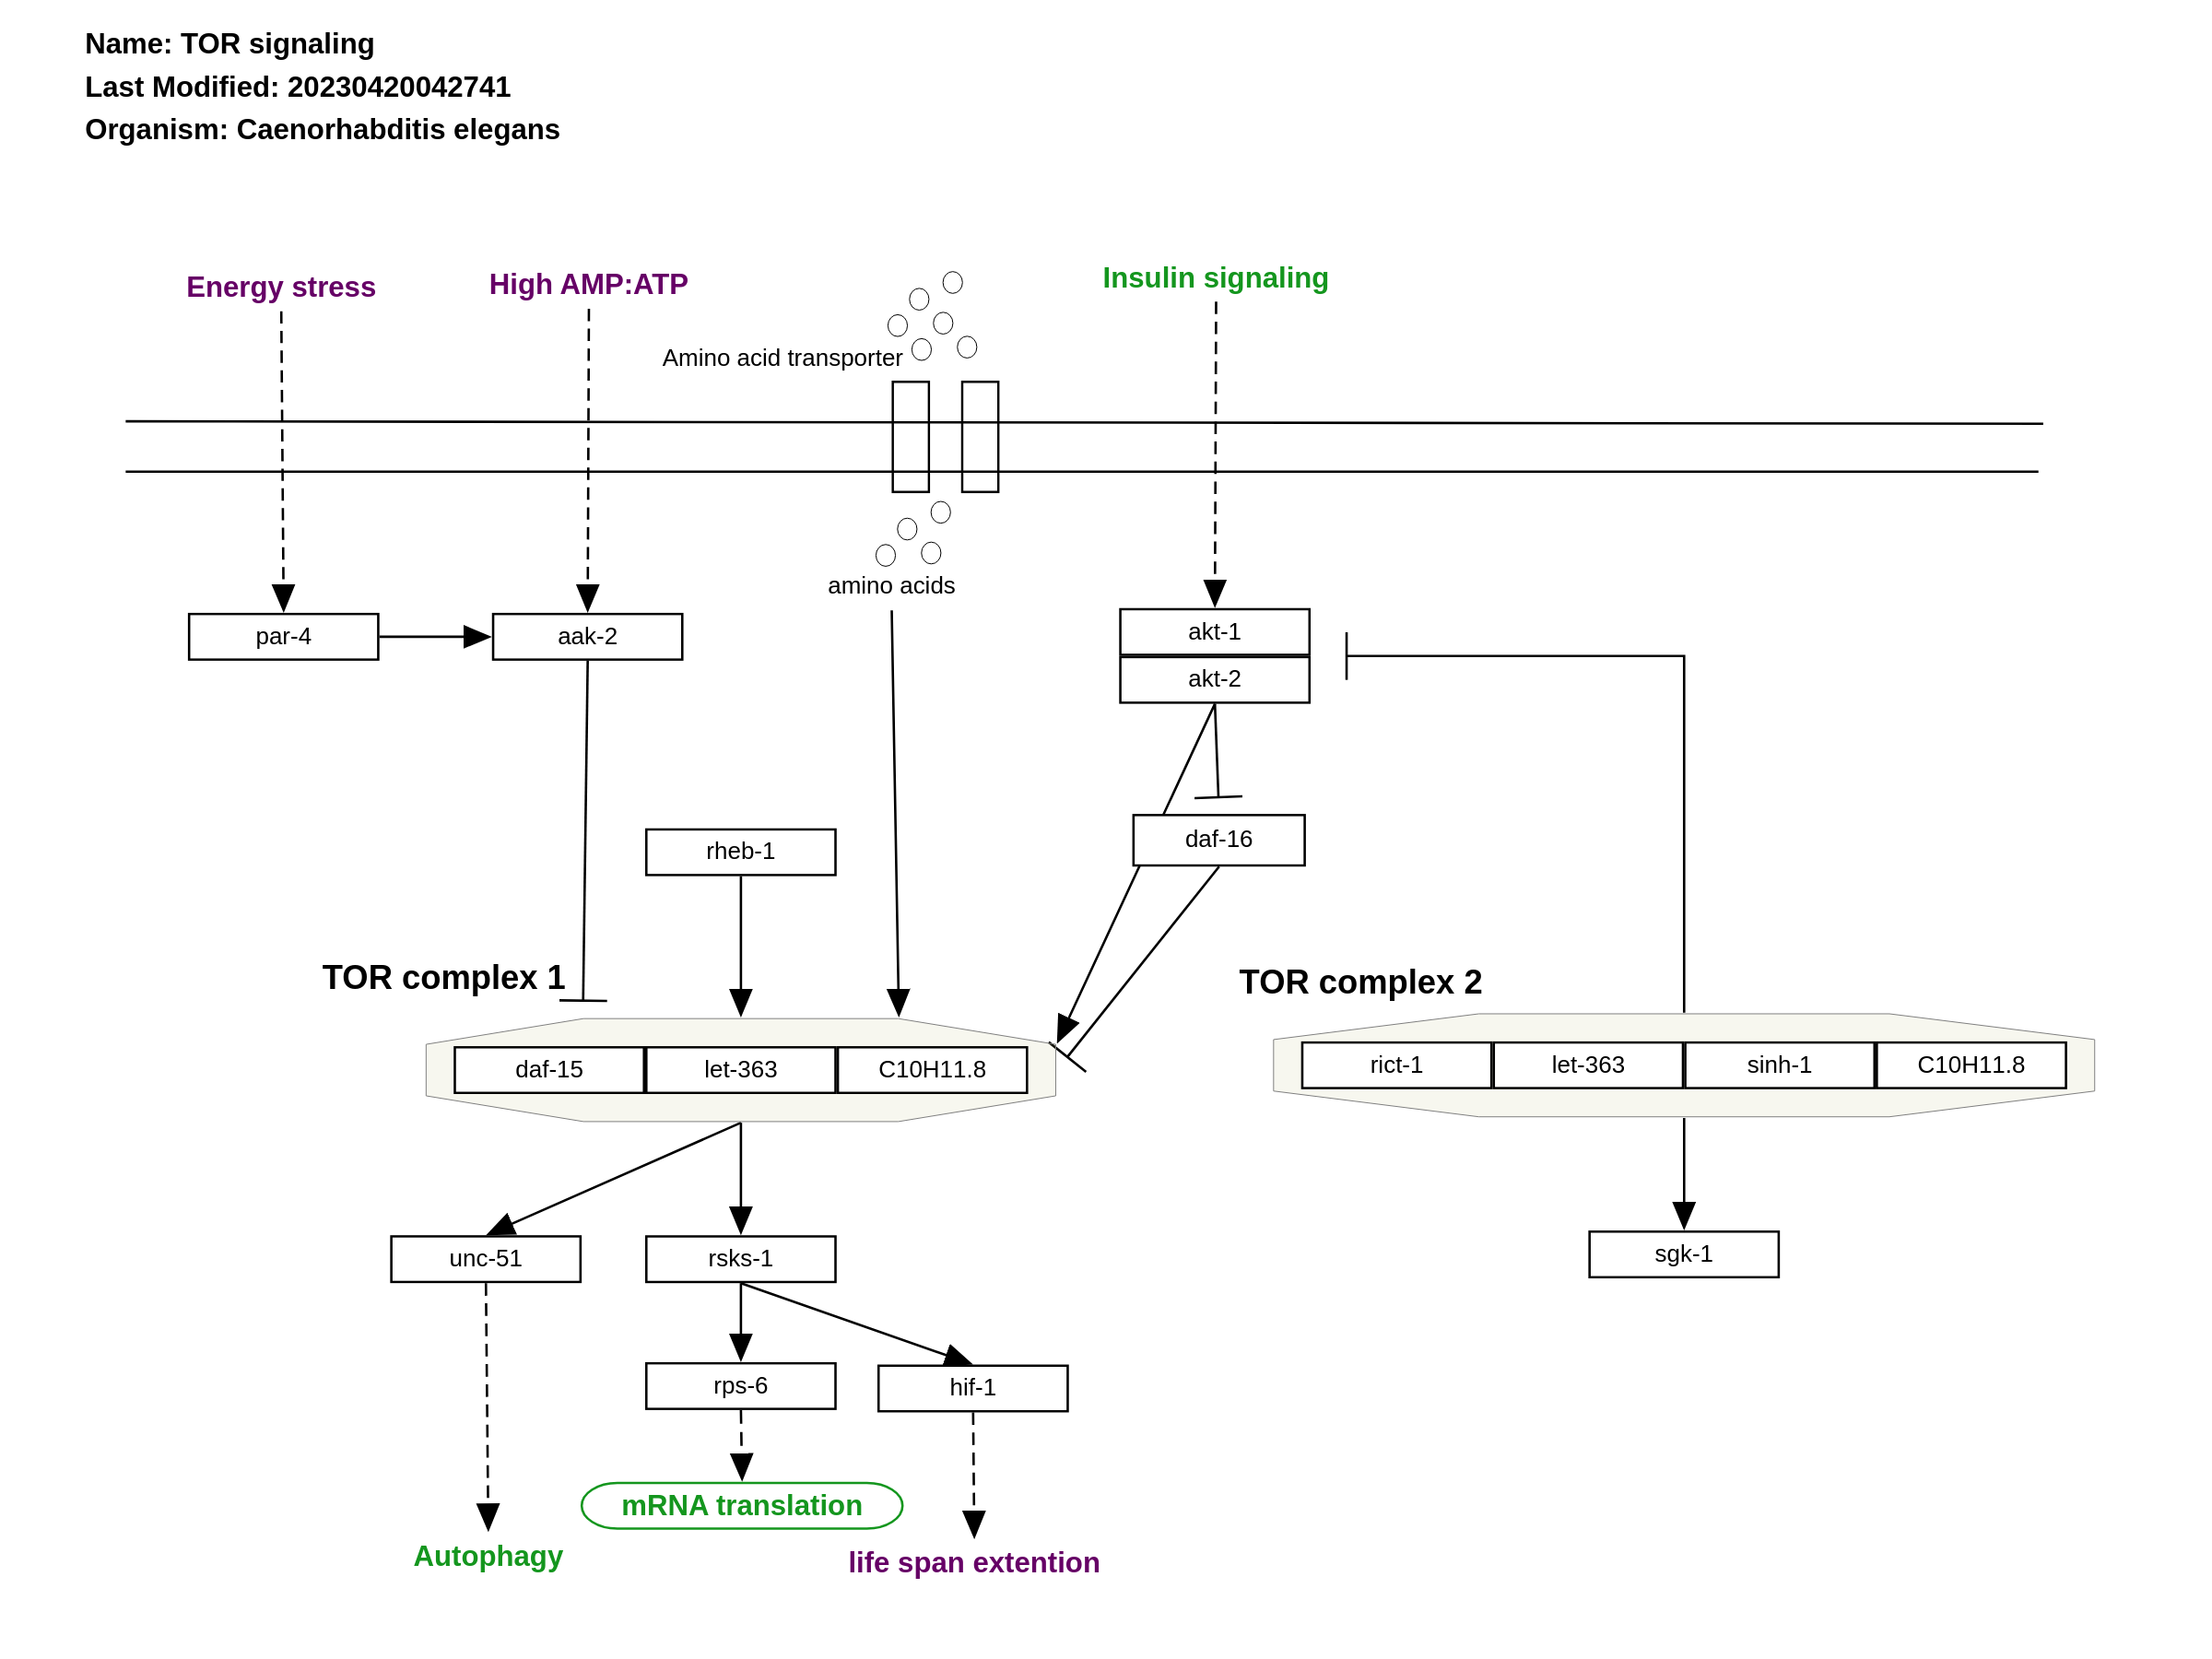 Name: TOR signaling
Last Modified: 20230420042741
Organism: Caenorhabditis elegans
Energy stress
High AMP:ATP
Insulin signaling
Amino acid transporter
amino acids
par-4
aak-2
akt-1
akt-2
daf-16
rheb-1
TOR complex 1
TOR complex 2
daf-15
let-363
C10H11.8
rict-1
let-363
sinh-1
C10H11.8
unc-51
rsks-1
sgk-1
rps-6
hif-1
mRNA translation
Autophagy
life span extention